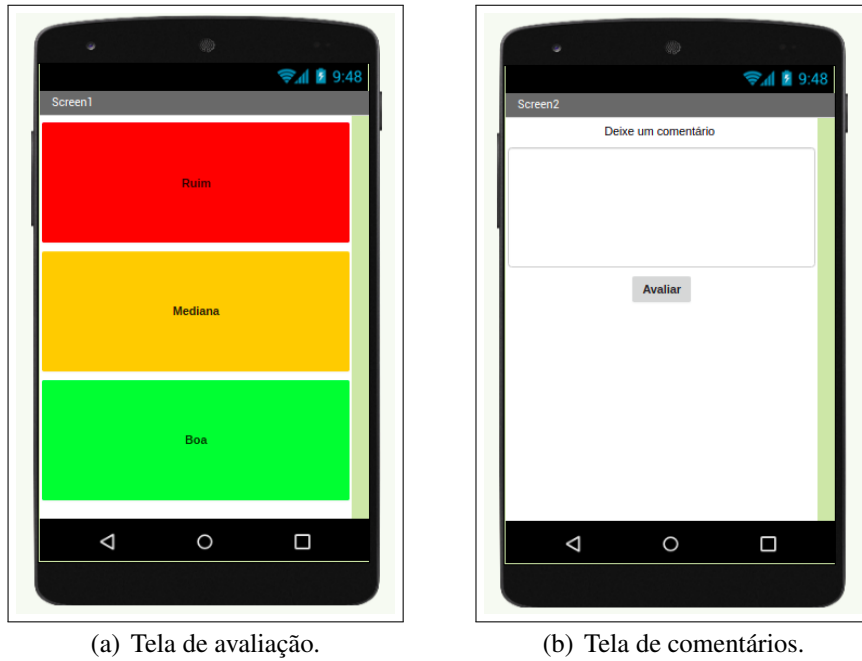 9:48
Screen1
Ruim
Mediana
Boa
(a) Tela de avaliação.
9:48
Screen2
Deixe um comentário
Avaliar
(b) Tela de comentários.